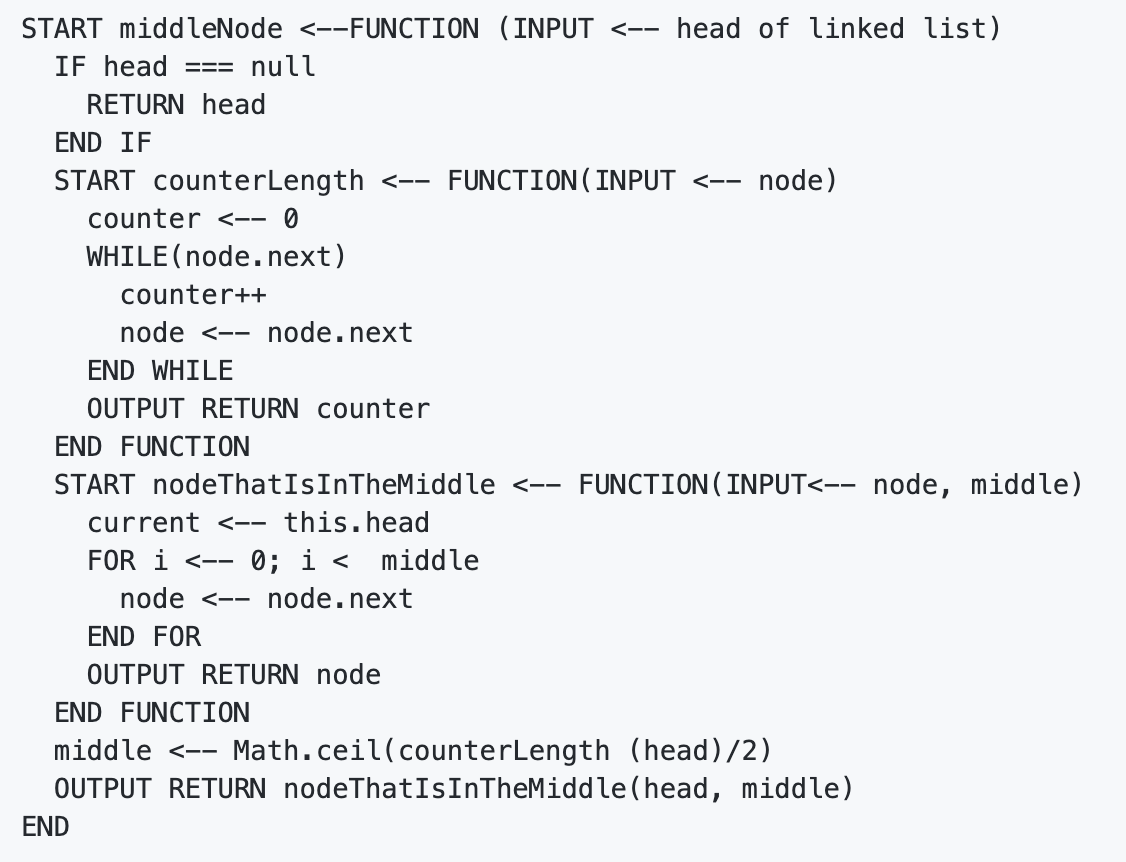 START middleNode <--FUNCTION (INPUT <-- head of linked list)
  IF head === null
    RETURN head
  END IF
  START counterLength <-- FUNCTION(INPUT <-- node)
    counter <-- 0
    WHILE(node.next)
      counter++
      node <-- node.next
    END WHILE
    OUTPUT RETURN counter
  END FUNCTION
  START nodeThatIsInTheMiddle <-- FUNCTION(INPUT<-- node, middle)
    current <-- this.head
    FOR i <-- 0; i <  middle
      node <-- node.next
    END FOR
    OUTPUT RETURN node
  END FUNCTION
  middle <-- Math.ceil(counterLength (head)/2)
  OUTPUT RETURN nodeThatIsInTheMiddle(head, middle)
END